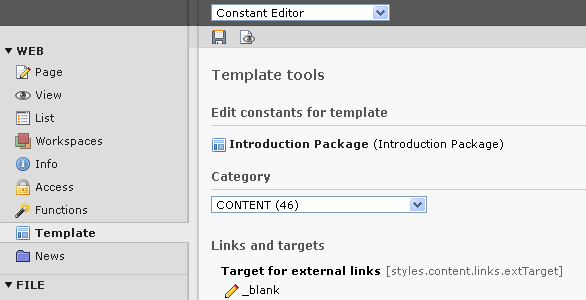 Constant Editor
WEB
Page
View
List
Workspaces
Info
Access
Functions
Template
News
FILE
Template tools
Edit constants for template
Introduction Package (Introduction Package)
Category
CONTENT (46)
Links and targets
Target for external links [styles.content.links.extTarget]
_blank